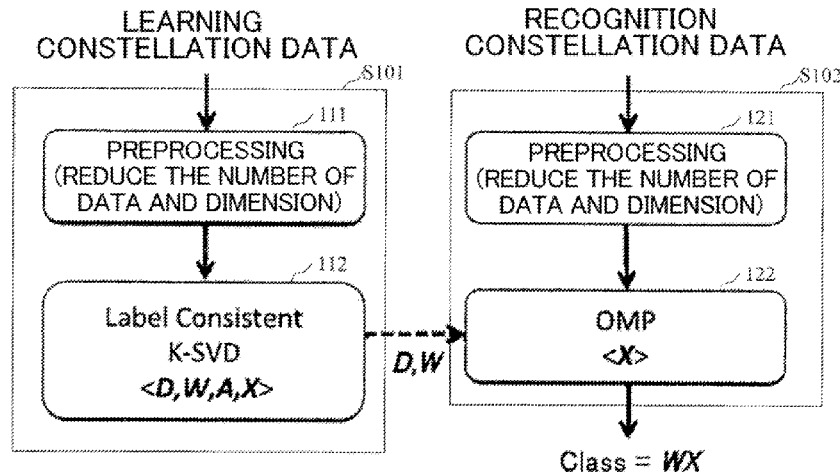 LEARNING
CONSTELLATION DATA
S101
111
PREPROCESSING
(REDUCE THE NUMBER OF
DATA AND DIMENSION)
112
Label Consistent
K-SVD
<D,W,A,X>
D,W
RECOGNITION
CONSTELLATION DATA
S102
121
PREPROCESSING
(REDUCE THE NUMBER OF
DATA AND DIMENSION)
122
OMP
<X>
Class = WX